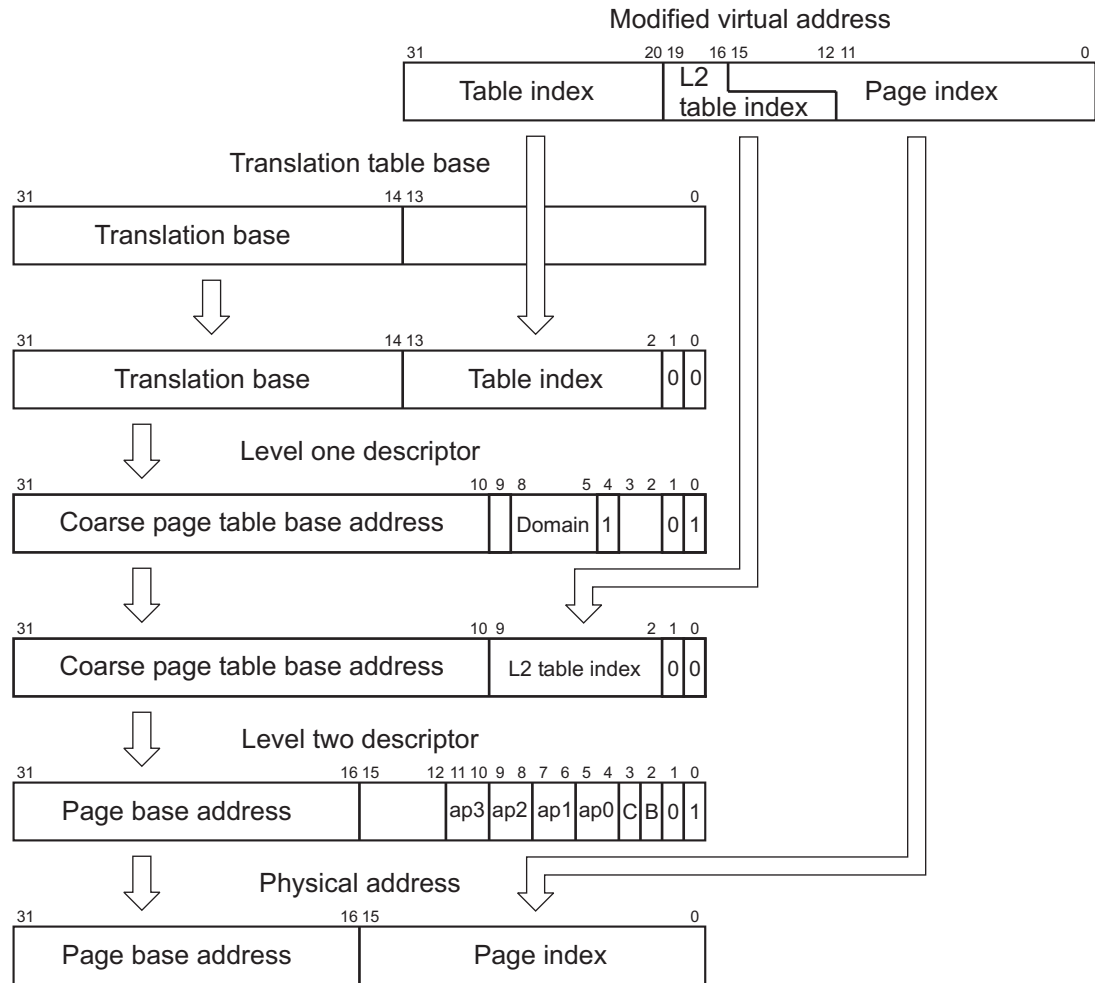 Modified virtual address
31 20 19 16 15 12 11 0
Table index L2 table index Page index
Translation table base
31 14 13 0
Translation base
31 14 13 2 1 0
Translation base Table index 0 0
Level one descriptor
31 10 9 8 5 4 3 2 1 0
Coarse page table base address Domain 1 0 1
31 10 9 2 1 0
Coarse page table base address L2 table index 0 0
Level two descriptor
31 16 15 12 11 10 9 8 7 6 5 4 3 2 1 0
Page base address ap3 ap2 ap1 ap0 C B 0 1
Physical address
31 16 15 0
Page base address Page index